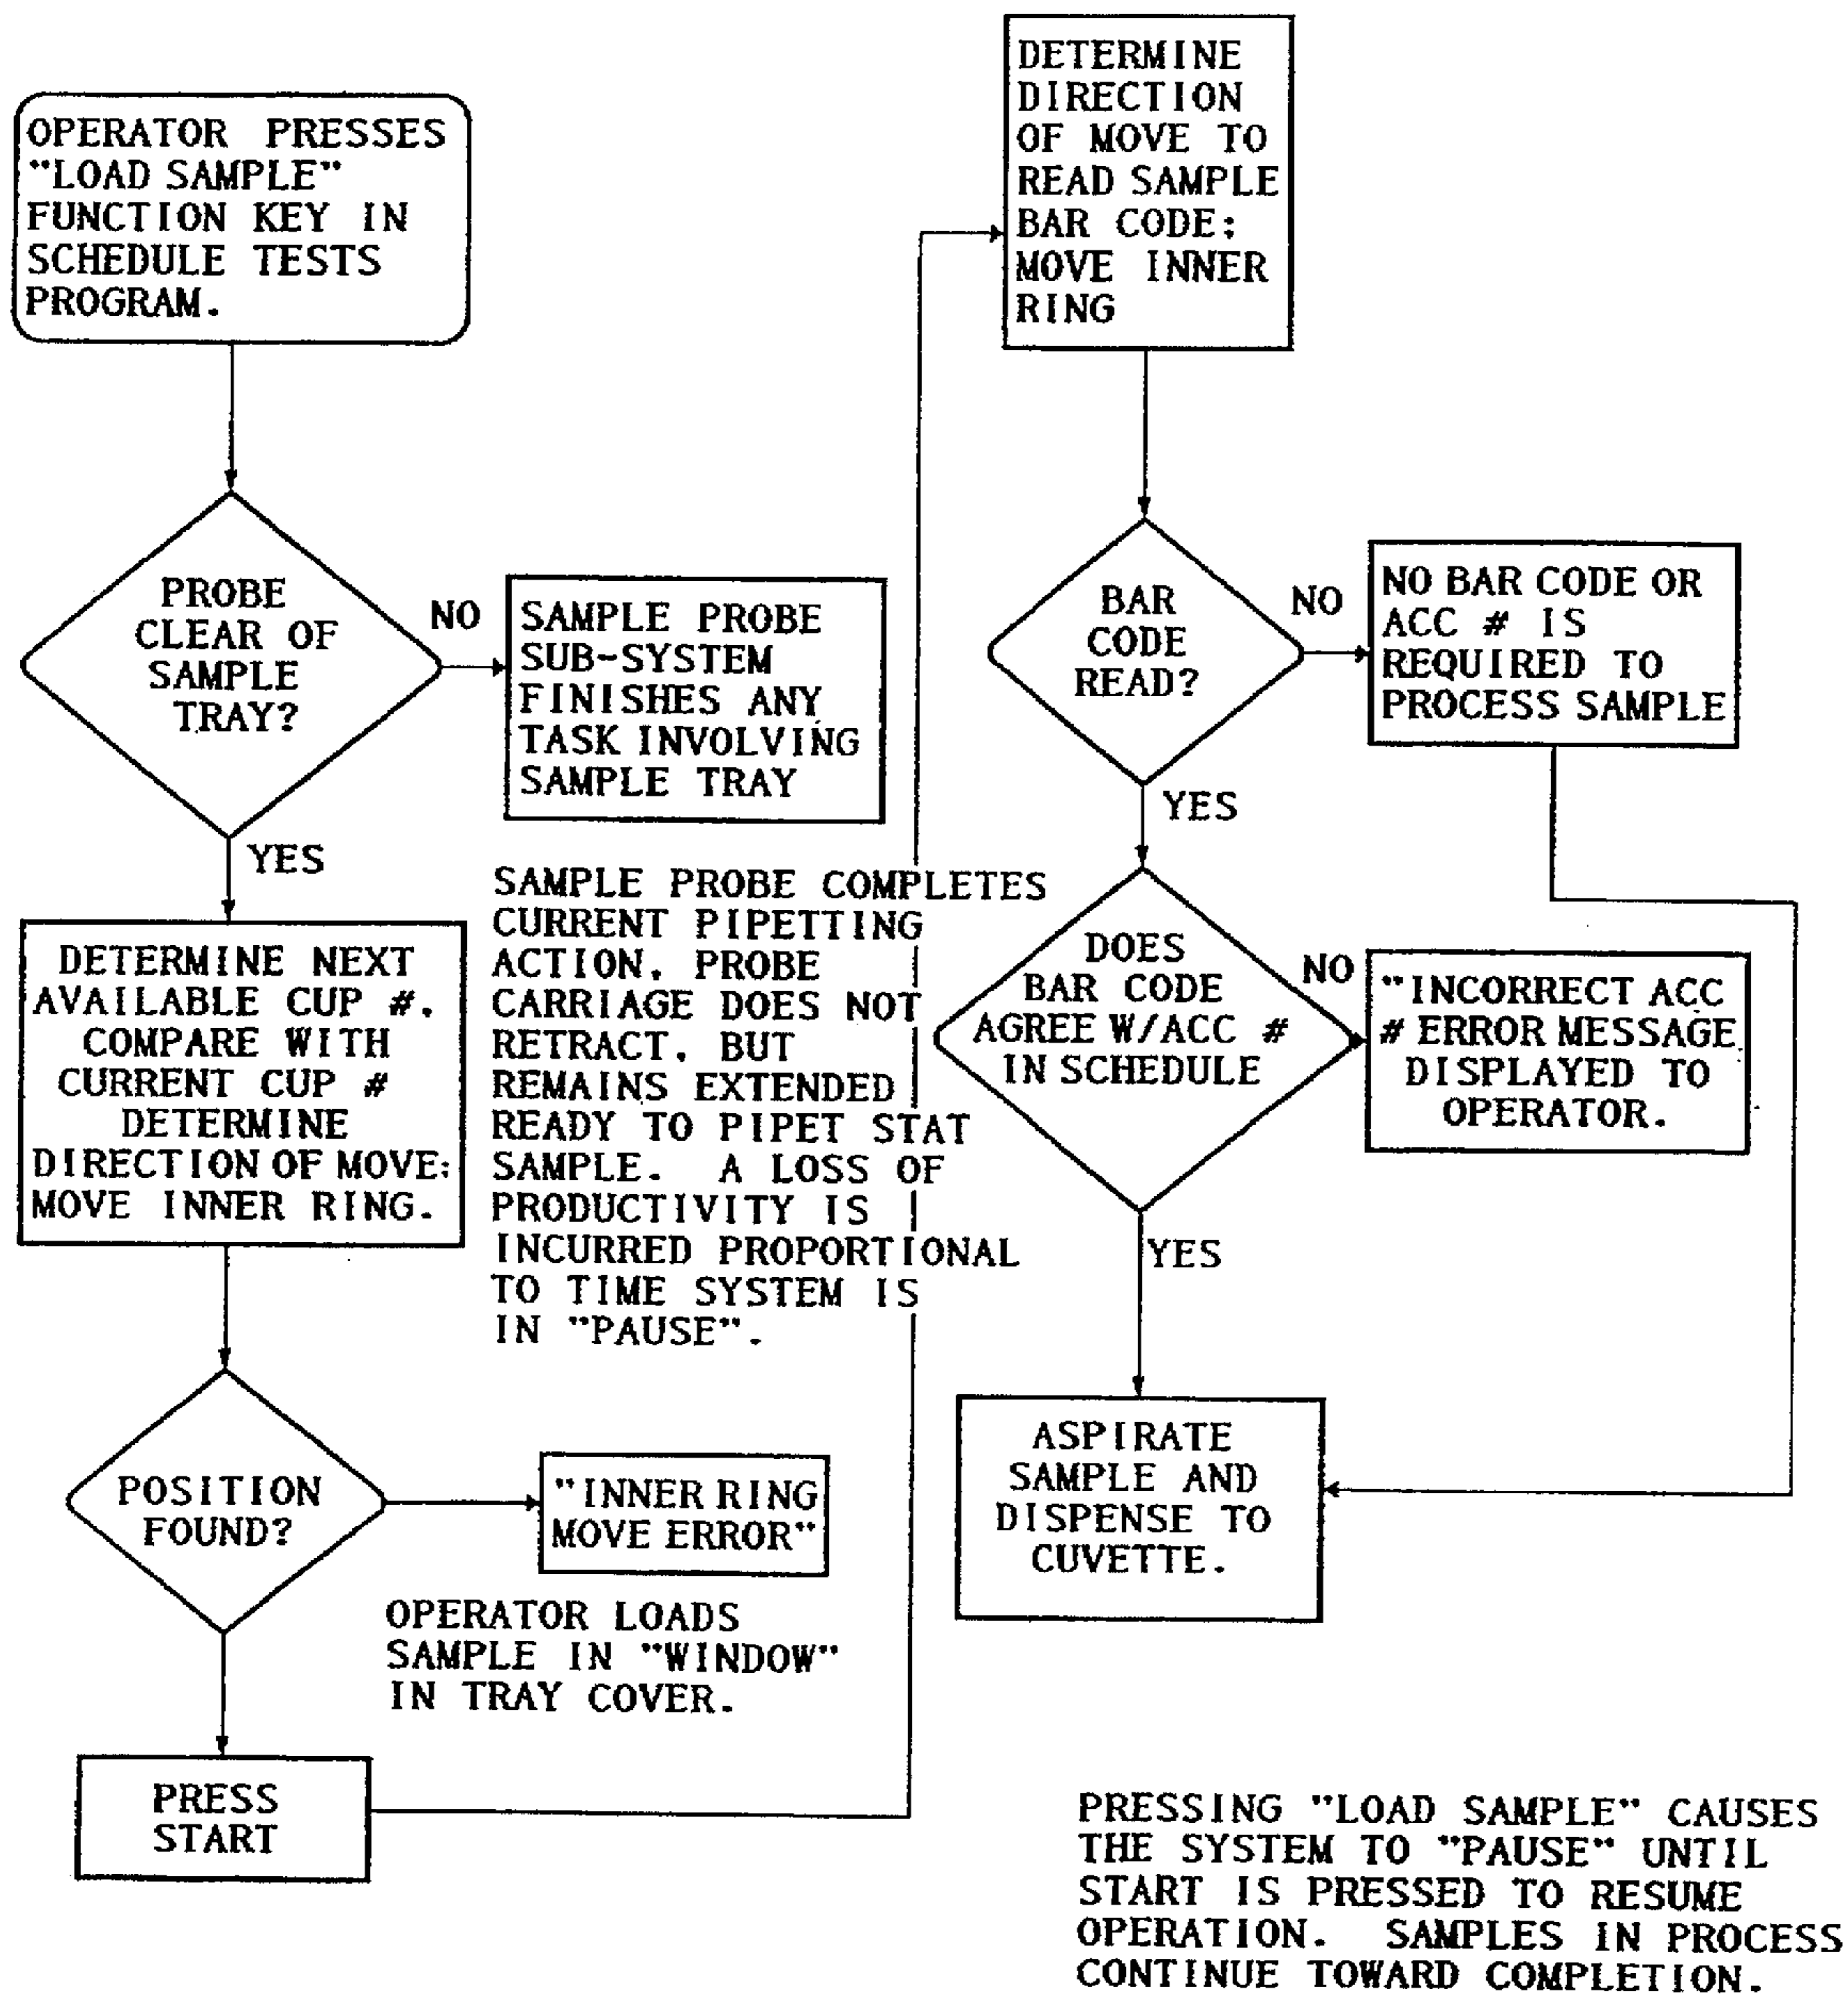 OPERATOR PRESSES
"LOAD SAMPLE"
FUNCTION KEY IN
SCHEDULE TESTS
PROGRAM.
PROBE
CLEAR OF
SAMPLE
TRAY?
NO
SAMPLE PROBE
SUB-SYSTEM
FINISHES ANY
TASK INVOLVING
SAMPLE TRAY
YES
DETERMINE NEXT
AVAILABLE CUP #.
COMPARE WITH
CURRENT CUP #
DETERMINE
DIRECTION OF MOVE;
MOVE INNER RING.
SAMPLE PROBE COMPLETES
CURRENT PIPETTING
ACTION. PROBE
CARRIAGE DOES NOT
RETRACT, BUT
REMAINS EXTENDED
READY TO PIPET STAT
SAMPLE. A LOSS OF
PRODUCTIVITY IS
INCURRED PROPORTIONAL
TO TIME SYSTEM IS
IN "PAUSE".
POSITION
FOUND?
"INNER RING
MOVE ERROR"
OPERATOR LOADS
SAMPLE IN "WINDOW"
IN TRAY COVER.
PRESS
START
DETERMINE
DIRECTION
OF MOVE TO
READ SAMPLE
BAR CODE;
MOVE INNER
RING
BAR
CODE
READ?
NO
NO BAR CODE OR
ACC # IS
REQUIRED TO
PROCESS SAMPLE
YES
DOES
BAR CODE
AGREE W/ACC #
IN SCHEDULE
NO
"INCORRECT ACC
# ERROR MESSAGE
DISPLAYED TO
OPERATOR.
YES
ASPIRATE
SAMPLE AND
DISPENSE TO
CUVETTE.
PRESSING "LOAD SAMPLE" CAUSES
THE SYSTEM TO "PAUSE" UNTIL
START IS PRESSED TO RESUME
OPERATION. SAMPLES IN PROCESS
CONTINUE TOWARD COMPLETION.